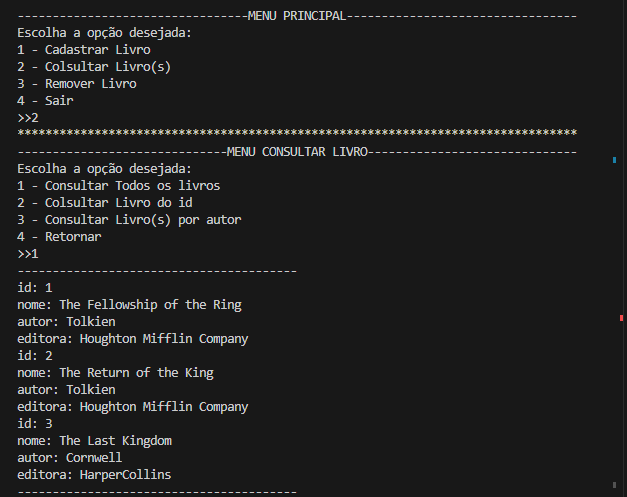 ---------------------------------MENU PRINCIPAL---------------------------------
Escolha a opção desejada:
1 - Cadastrar Livro
2 - Colsultar Livro(s)
3 - Remover Livro
4 - Sair
>>2
********************************************************************************
------------------------------MENU CONSULTAR LIVRO------------------------------
Escolha a opção desejada:
1 - Consultar Todos os livros
2 - Colsultar Livro do id
3 - Consultar Livro(s) por autor
4 - Retornar
>>1
----------------------------------------
id: 1
nome: The Fellowship of the Ring
autor: Tolkien
editora: Houghton Mifflin Company
id: 2
nome: The Return of the King
autor: Tolkien
editora: Houghton Mifflin Company
id: 3
nome: The Last Kingdom
autor: Cornwell
editora: HarperCollins
----------------------------------------